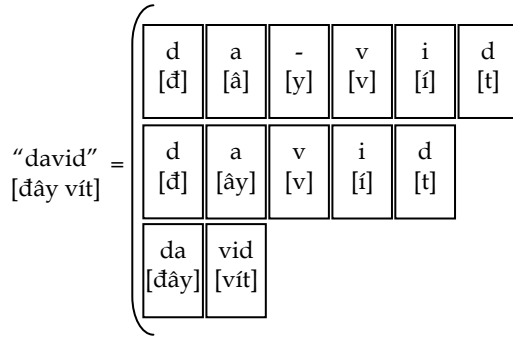 d a - v i d
[đ] [â] [y] [v] [í] [t]
“david” =
[đây vít]
d a v i d
[đ] [ây] [v] [í] [t]
da vid
[đây] [vít]